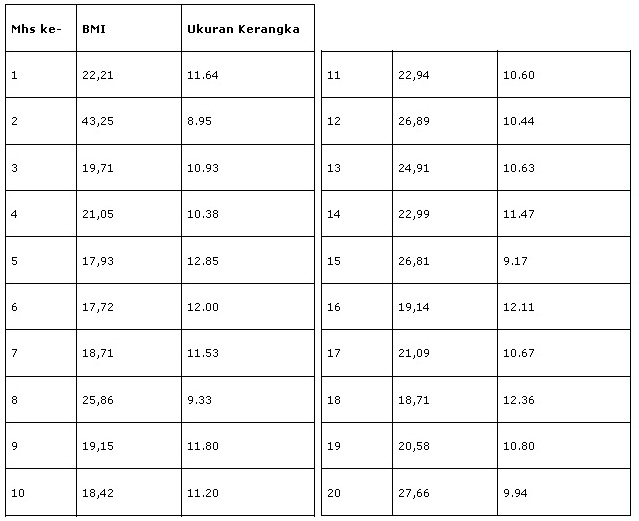 Mhs ke- BMI Ukuran Kerangka
1 22,21 11.64
2 43,25 8.95
3 19,71 10.93
4 21,05 10.38
5 17,93 12.85
6 17,72 12.00
7 18,71 11.53
8 25,86 9.33
9 19,15 11.80
10 18,42 11.20
11 22,94 10.60
12 26,89 10.44
13 24,91 10.63
14 22,99 11.47
15 26,81 9.17
16 19,14 12.11
17 21,09 10.67
18 18,71 12.36
19 20,58 10.80
20 27,66 9.94